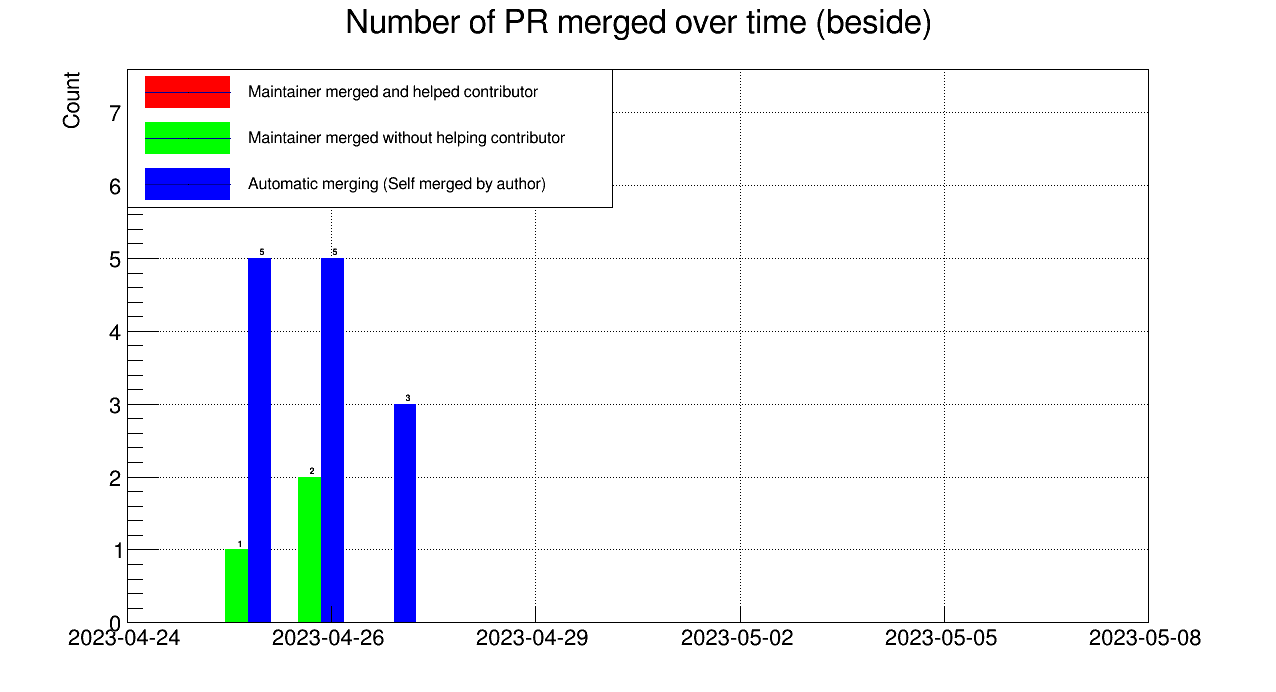 Number of PR merged over time (beside)
Count
Maintainer merged and helped contributor
Maintainer merged without helping contributor
Automatic merging (Self merged by author)
7
6
5
4
3
2
1
0
5
5
3
2
1
2023-04-24 2023-04-26 2023-04-29 2023-05-02 2023-05-05 2023-05-08